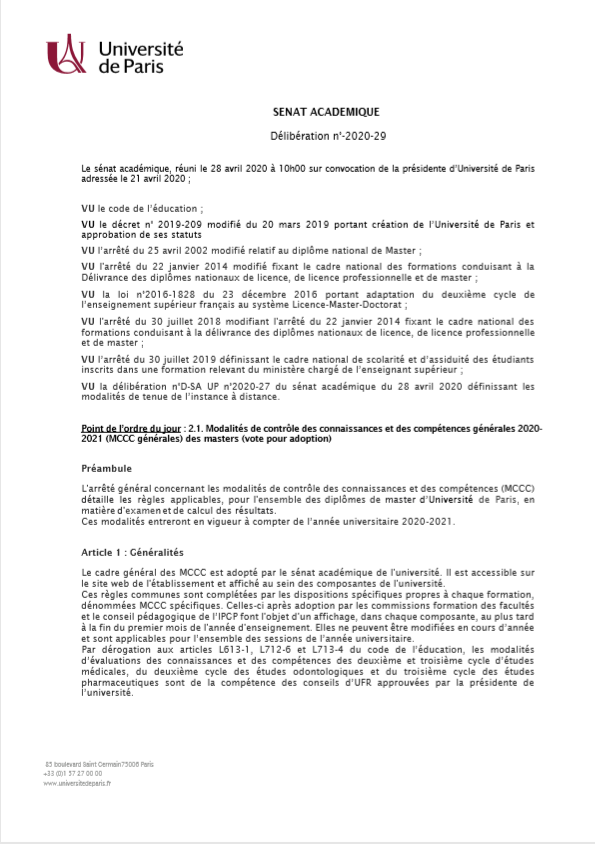 Université
de Paris
SENAT ACADEMIQUE
Délibération n°-2020-29
Le sénat académique, réuni le 28 avril 2020 à 10h00 sur convocation de la présidente d'Université de Paris
adressée le 21 avril 2020 ;
VU le code de l'éducation ;
VU le décret n° 2019-209 modifié du 20 mars 2019 portant création de l'Université de Paris et
approbation de ses statuts
VU l'arrêté du 25 avril 2002 modifié relatif au diplôme national de Master ;
VU l'arrêté du 22 janvier 2014 modifié fixant le cadre national des formations conduisant à la
Délivrance des diplômes nationaux de licence, de licence professionnelle et de master ;
VU la loi n°2016-1828 du 23 décembre 2016 portant adaptation du deuxième cycle de
l'enseignement supérieur français au système Licence-Master-Doctorat ;
VU l'arrêté du 30 juillet 2018 modifiant l'arrêté du 22 janvier 2014 fixant le cadre national des
formations conduisant à la délivrance des diplômes nationaux de licence, de licence professionnelle
et de master ;
VU l'arrêté du 30 juillet 2019 définissant le cadre national de scolarité et d'assiduité des étudiants
inscrits dans une formation relevant du ministère chargé de l'enseignant supérieur ;
VU la délibération n°D-SA UP n°2020-27 du sénat académique du 28 avril 2020 définissant les
modalités de tenue de l'instance à distance.
Point de l'ordre du jour : 2.1. Modalités de contrôle des connaissances et des compétences générales 2020-
2021 (MCCC générales) des masters (vote pour adoption)
Préambule
L'arrêté général concernant les modalités de contrôle des connaissances et des compétences (MCCC)
détaille les règles applicables, pour l'ensemble des diplômes de master d'Université de Paris, en
matière d'examen et de calcul des résultats.
Ces modalités entreront en vigueur à compter de l'année universitaire 2020-2021.
Article 1 : Généralités
Le cadre général des MCCC est adopté par le sénat académique de l'université. Il est accessible sur
le site web de l'établissement et affiché au sein des composantes de l'université.
Ces règles communes sont complétées par les dispositions spécifiques propres à chaque formation,
dénommées MCCC spécifiques. Celles-ci après adoption par les commissions formation des facultés
et le conseil pédagogique de l'IPGP font l'objet d'un affichage, dans chaque composante, au plus tard
à la fin du premier mois de l'année d'enseignement. Elles ne peuvent être modifiées en cours d'année
et sont applicables pour l'ensemble des sessions de l'année universitaire.
Par dérogation aux articles L613-1, L712-6 et L713-4 du code de l'éducation, les modalités
d'évaluations des connaissances et des compétences des deuxième et troisième cycle d'études
médicales, du deuxième cycle des études odontologiques et du troisième cycle des études
pharmaceutiques sont de la compétence des conseils d'UFR approuvées par la présidente de
l'université.
85 boulevard Saint Germain75006 Paris
+33 (0)1 57 27 00 00
www.universitedeparis.fr